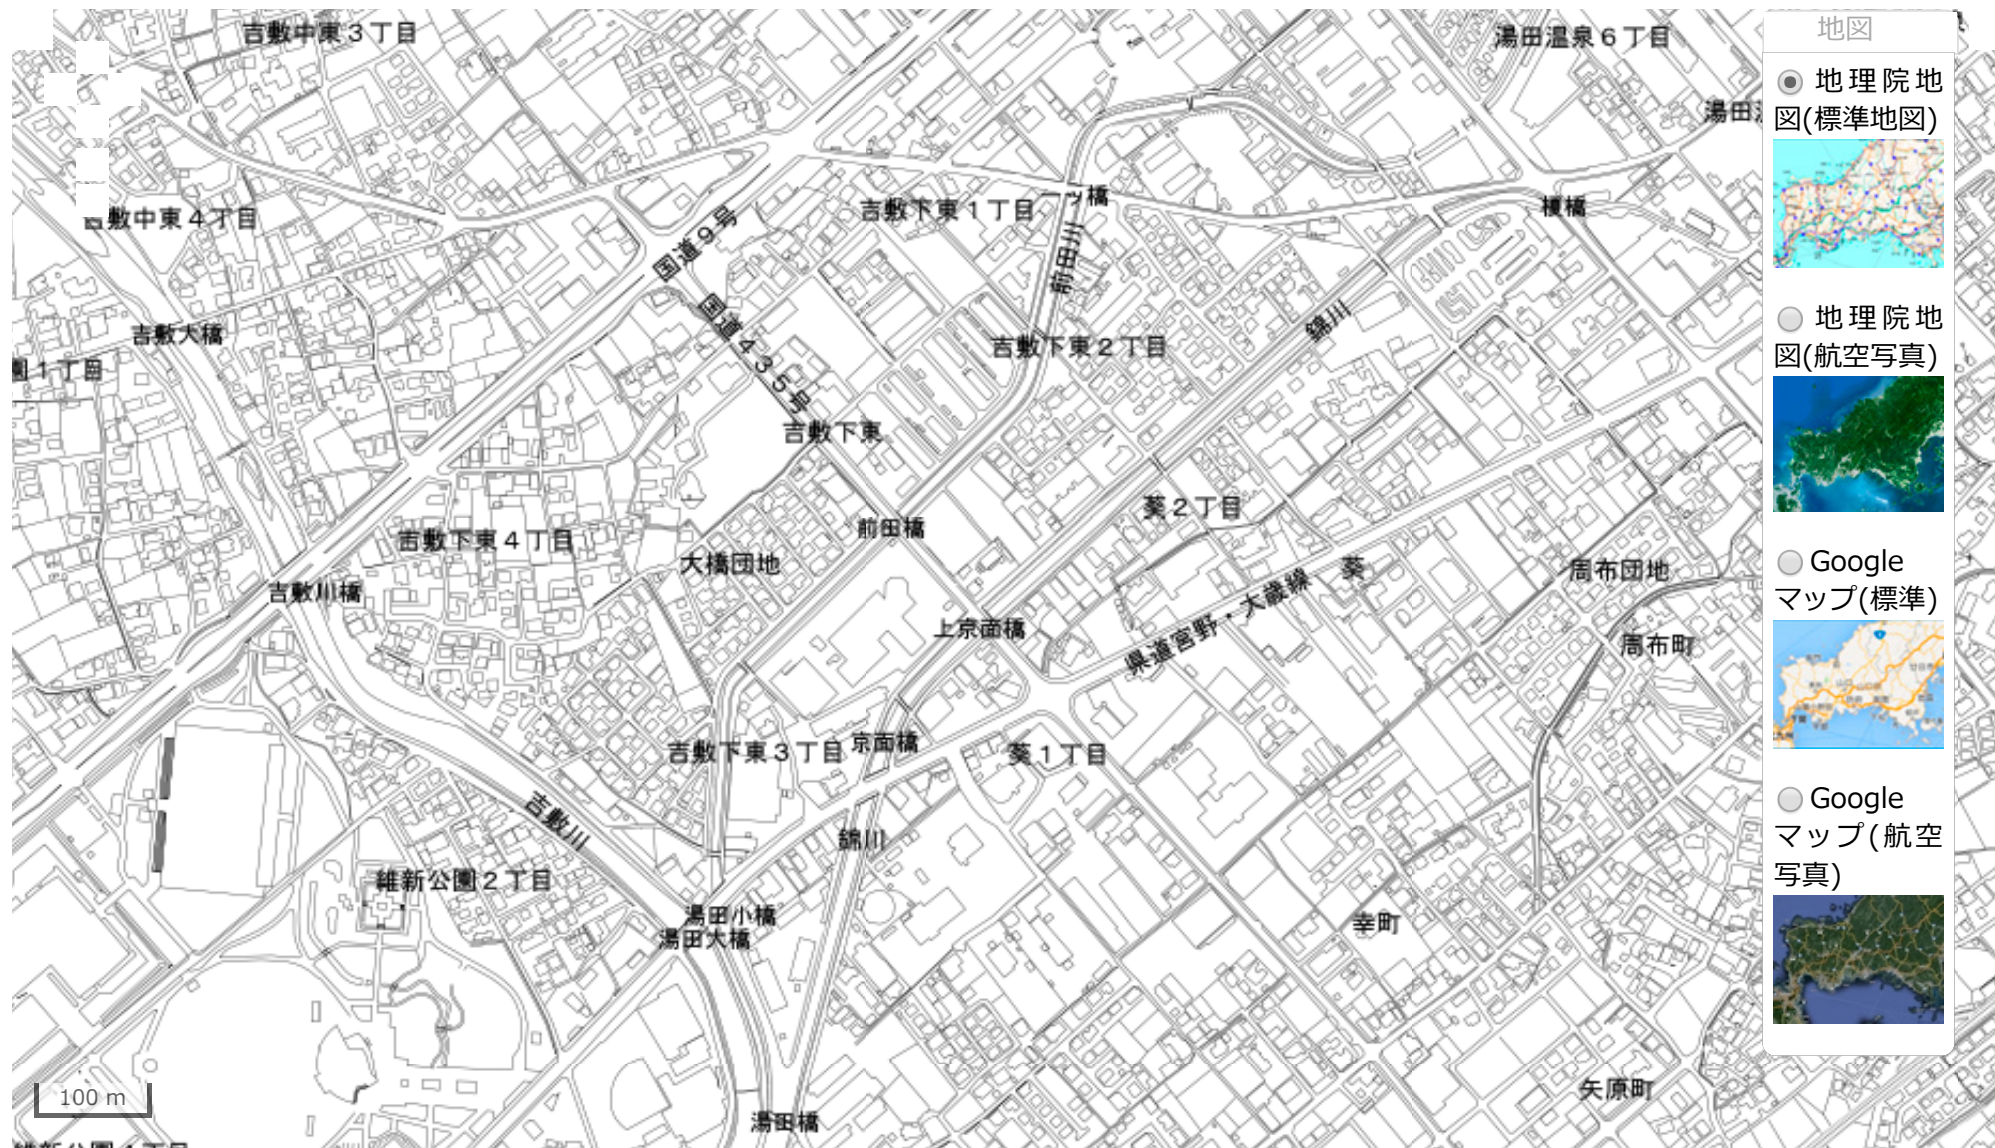 吉敷中東3丁目
湯田温泉6丁目
地図
地理院地
図(標準地図)
吉敷中東4丁目
吉敷下東1丁目
橋
榎橋
国道9号
前田川
国道435号
錦川
吉敷大橋
吉敷下東2丁目
園1丁目
地理院地
図(航空写真)
吉敷下東
葵2丁目
前田橋
吉敷下東4丁目
大橋団地
葵
周布団地
吉敷川橋
Google
マップ(標準)
上京面橋
県道宮野・大歳線
周布町
吉敷下東3丁目
京面橋
葵1丁目
吉敷川
錦川
Google
マップ(航空
写真)
維新公園2丁目
湯田小橋
湯田大橋
幸町
100 m
矢原町
湯田橋